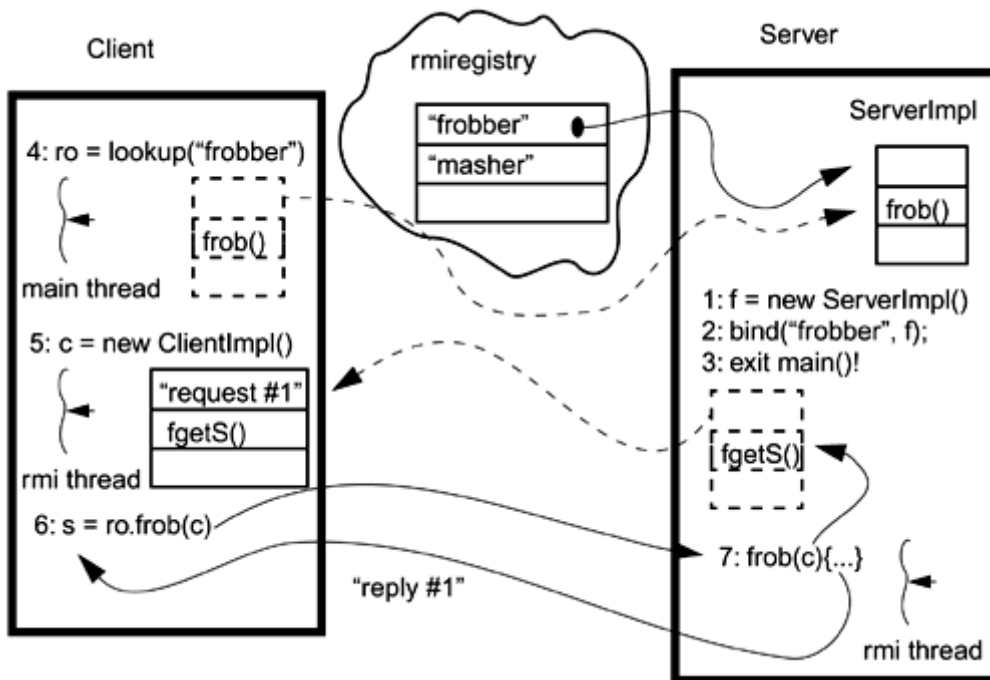 Client
rmiregistry
Server
“frobber”
“masher”
ServerImpl
frob()
4: ro = lookup(“frobber”)
frob()
main thread
1: f = new ServerImpl()
2: bind(“frobber”, f);
3: exit main()!
5: c = new ClientImpl()
“request #1”
fgetS()
rmi thread
fgetS()
6: s = ro.frob(c)
7: frob(c){...}
“reply #1”
rmi thread